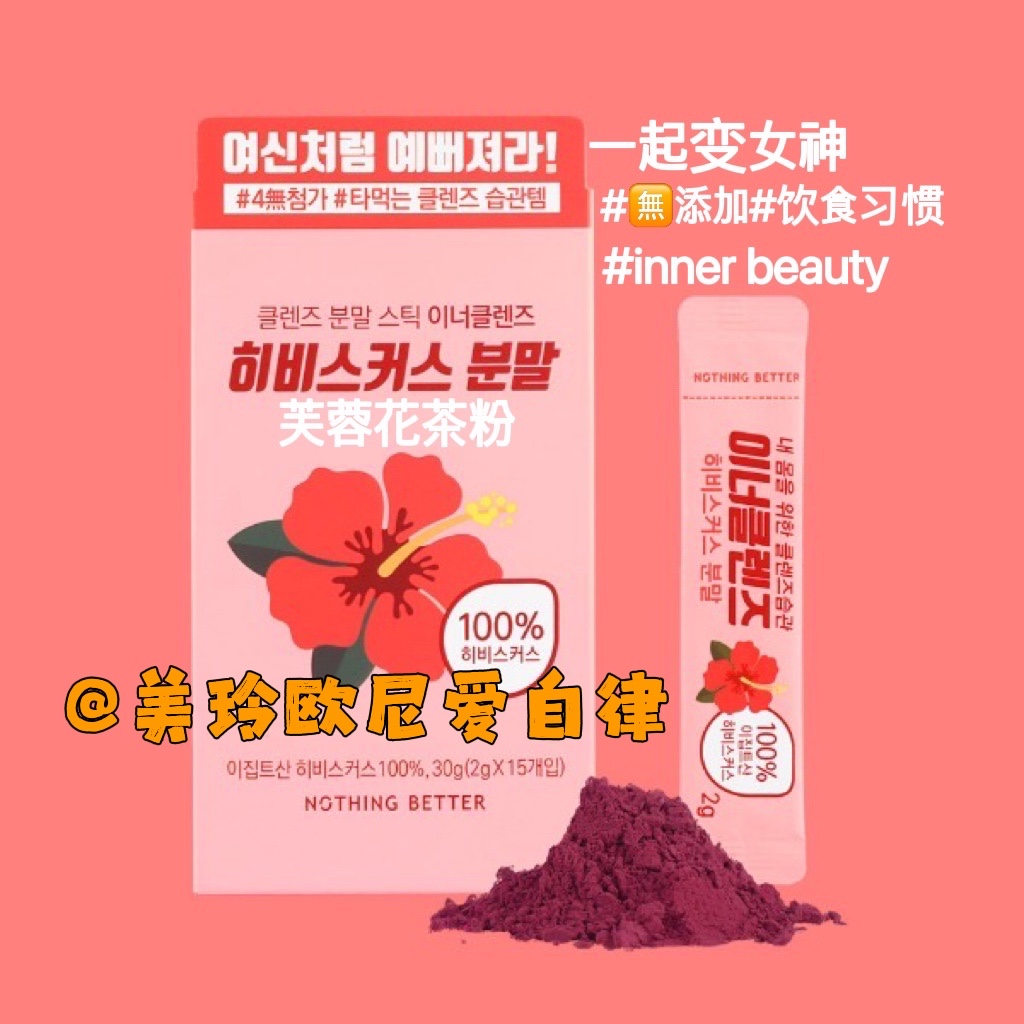 여신처럼 예뻐져라!
#4無첨가 #타먹는 클렌즈 습관템
一起变女神
#🈚添加#饮食习惯
#inner beauty
클렌즈 분말 스틱 이너클렌즈
히비스커스 분말
芙蓉花茶粉
100%
히비스커스
@美玲欧尼爱自律
이집트산 히비스커스100%, 30g(2gX15개입)
NOTHING BETTER
NOTHING BETTER
내 몸을 위한 클렌즈습관
이너클렌즈
히비스커스 분말
100%
이집트산
히비스커스
2g